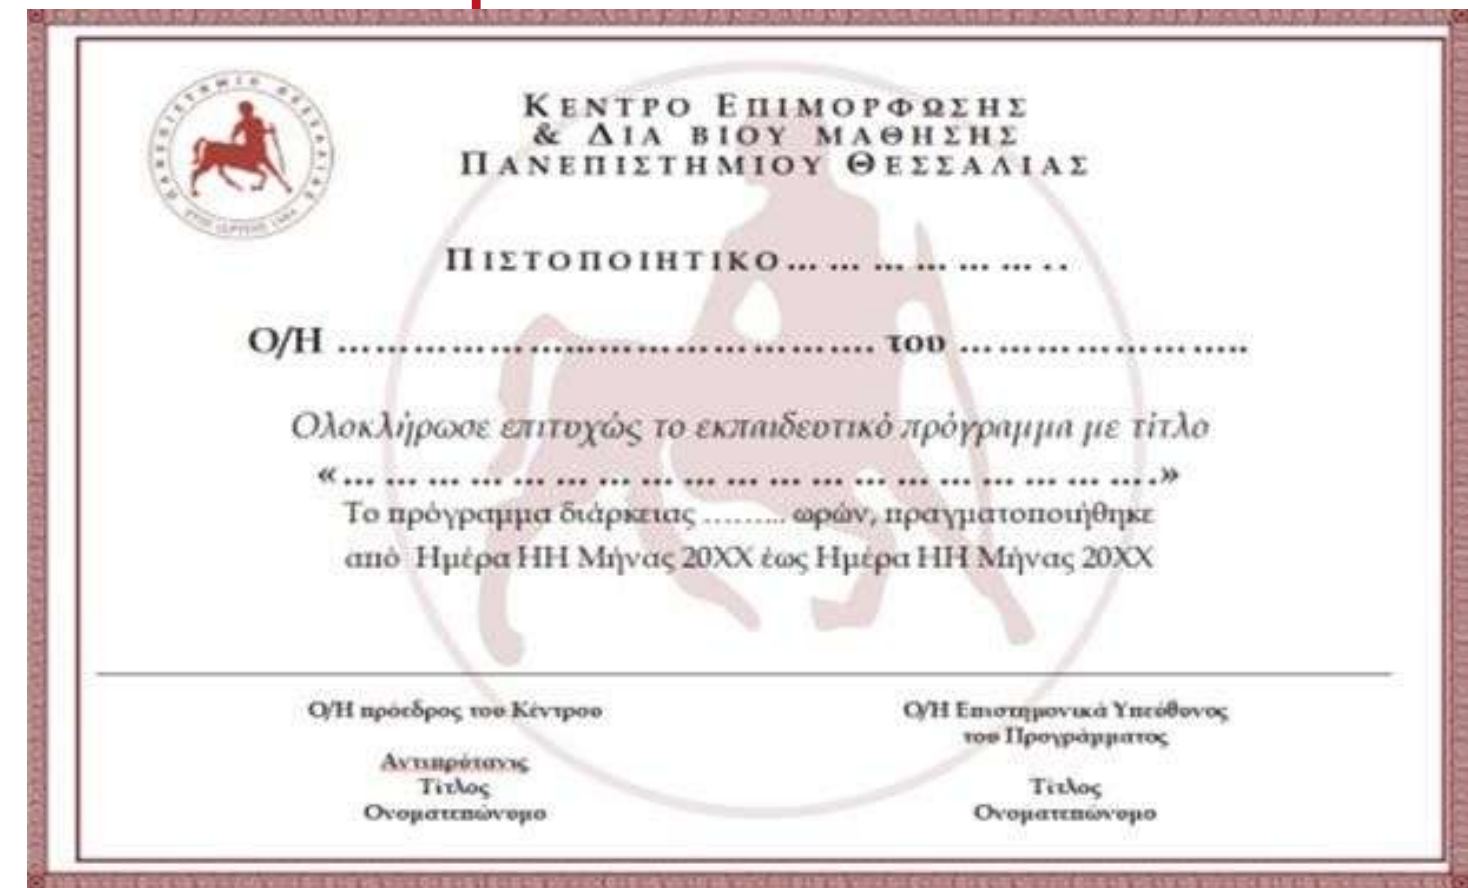 ΠΑΝΕΠΙΣΤΗΜΙΟ ΘΕΣΣΑΛΙΑΣ
ΚΕΝΤΡΟ ΕΠΙΜΟΡΦΩΣΗΣ
& ΔΙΑ ΒΙΟΥ ΜΑΘΗΣΗΣ
ΠΑΝΕΠΙΣΤΗΜΙΟΥ ΘΕΣΣΑΛΙΑΣ
ΠΙΣΤΟΠΟΙΗΤΙΚΟ... ... ... ... ... ... . .
Ο/Η ……………………………………. του …………………..
Ολοκλήρωσε επιτυχώς το εκπαιδευτικό πρόγραμμα με τίτλο
«... ... ... ... ... ... ... ... ... ... ... ... ... ... ... ... ... ... ... . .»
Το πρόγραμμα διάρκειας ……... ωρών, πραγματοποιήθηκε
από Ημέρα ΗΗ Μήνας 20ΧΧ έως Ημέρα ΗΗ Μήνας 20ΧΧ
Ο/Η πρόεδρος του Κέντρου
Αντιπρύτανις
Τίτλος
Ονοματεπώνυμο
Ο/Η Επιστημονικά Υπεύθυνος
του Προγράμματος
Τίτλος
Ονοματεπώνυμο